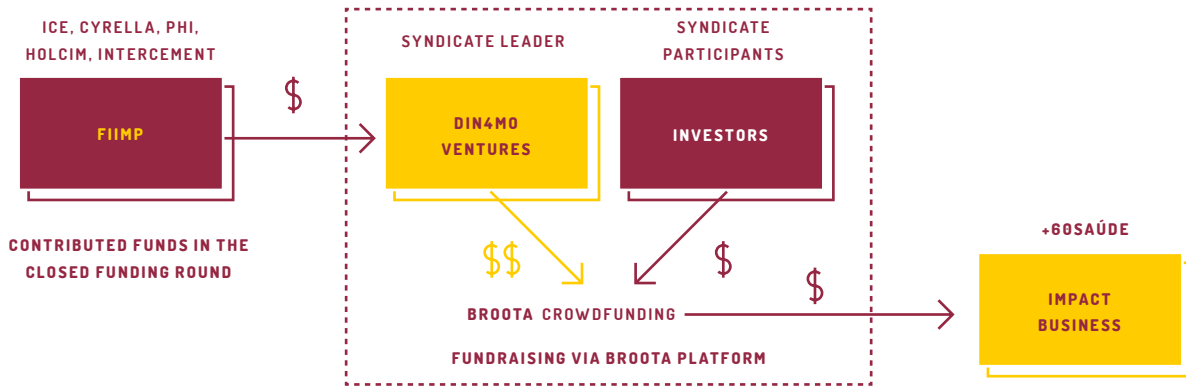 ICE, CYRELLA, PHI,
HOLCIM, INTERCEMENT
FIIMP
CONTRIBUTED FUNDS IN THE
CLOSED FUNDING ROUND
$
SYNDICATE LEADER
DIN4MO
VENTURES
SYNDICATE
PARTICIPANTS
INVESTORS
$$
$
BROOTA CROWDFUNDING
FUNDRAISING VIA BROOTA PLATFORM
$
+60SAÚDE
IMPACT
BUSINESS